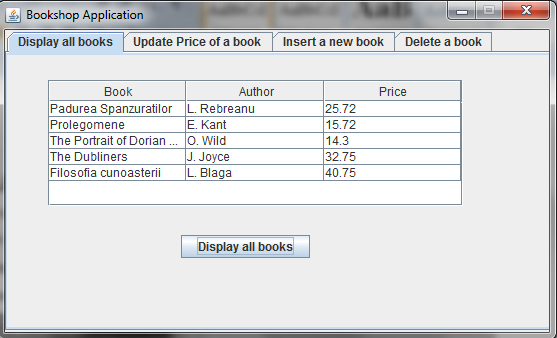 Bookshop Application
Display all books Update Price of a book Insert a new book Delete a book
Book Author Price
Padurea Spanzuratilor L. Rebreanu 25.72
Prolegomene E. Kant 15.72
The Portrait of Dorian ... O. Wild 14.3
The Dubliners J. Joyce 32.75
Filosofia cunoasterii L. Blaga 40.75
Display all books